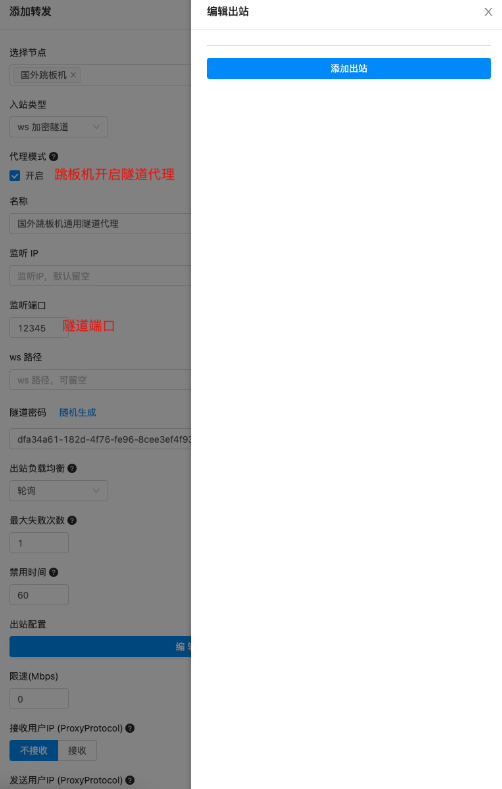 添加转发
选择节点
国外跳板机 ×
入站类型
ws 加密隧道
代理模式 ?
开启 跳板机开启隧道代理
名称
国外跳板机通用隧道代理
监听 IP
监听IP，默认留空
监听端口
12345 隧道端口
ws 路径
ws 路径，可留空
隧道密码 随机生成
dfa34a61-182d-4f76-fe96-8cee3ef4f93
出站负载均衡 ?
轮询
最大失败次数 ?
1
禁用时间 ?
60
出站配置
编
限速(Mbps)
0
接收用户IP (ProxyProtocol) ?
不接收 接收
发送用户IP (ProxyProtocol) ?
编辑出站
添加出站